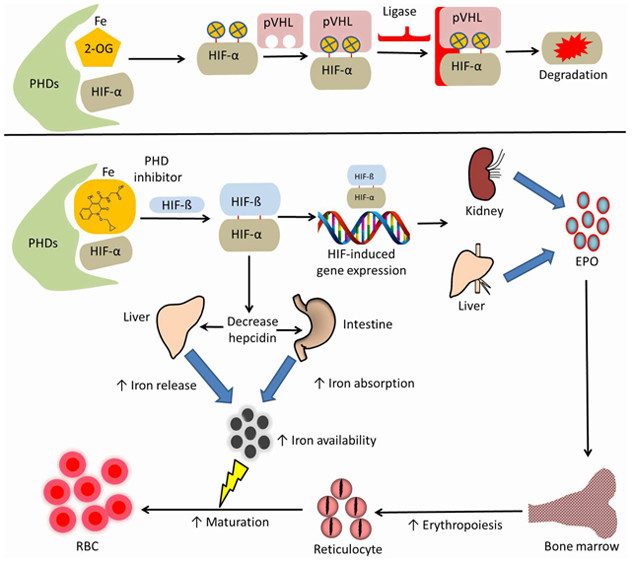 Fe
2-OG
PHDs
HIF-α
HIF-α
pVHL
pVHL
HIF-α
Ligase
pVHL
HIF-α
Degradation
Fe
PHD
inhibitor
PHDs
HIF-α
HIF-ß
HIF-ß
HIF-α
HIF-ß
HIF-α
HIF-induced
gene expression
Kidney
Liver
EPO
Liver
Decrease
hepcidin
Intestine
↑ Iron release
↑ Iron absorption
↑ Iron availability
RBC
↑ Maturation
Reticulocyte
↑ Erythropoiesis
Bone marrow